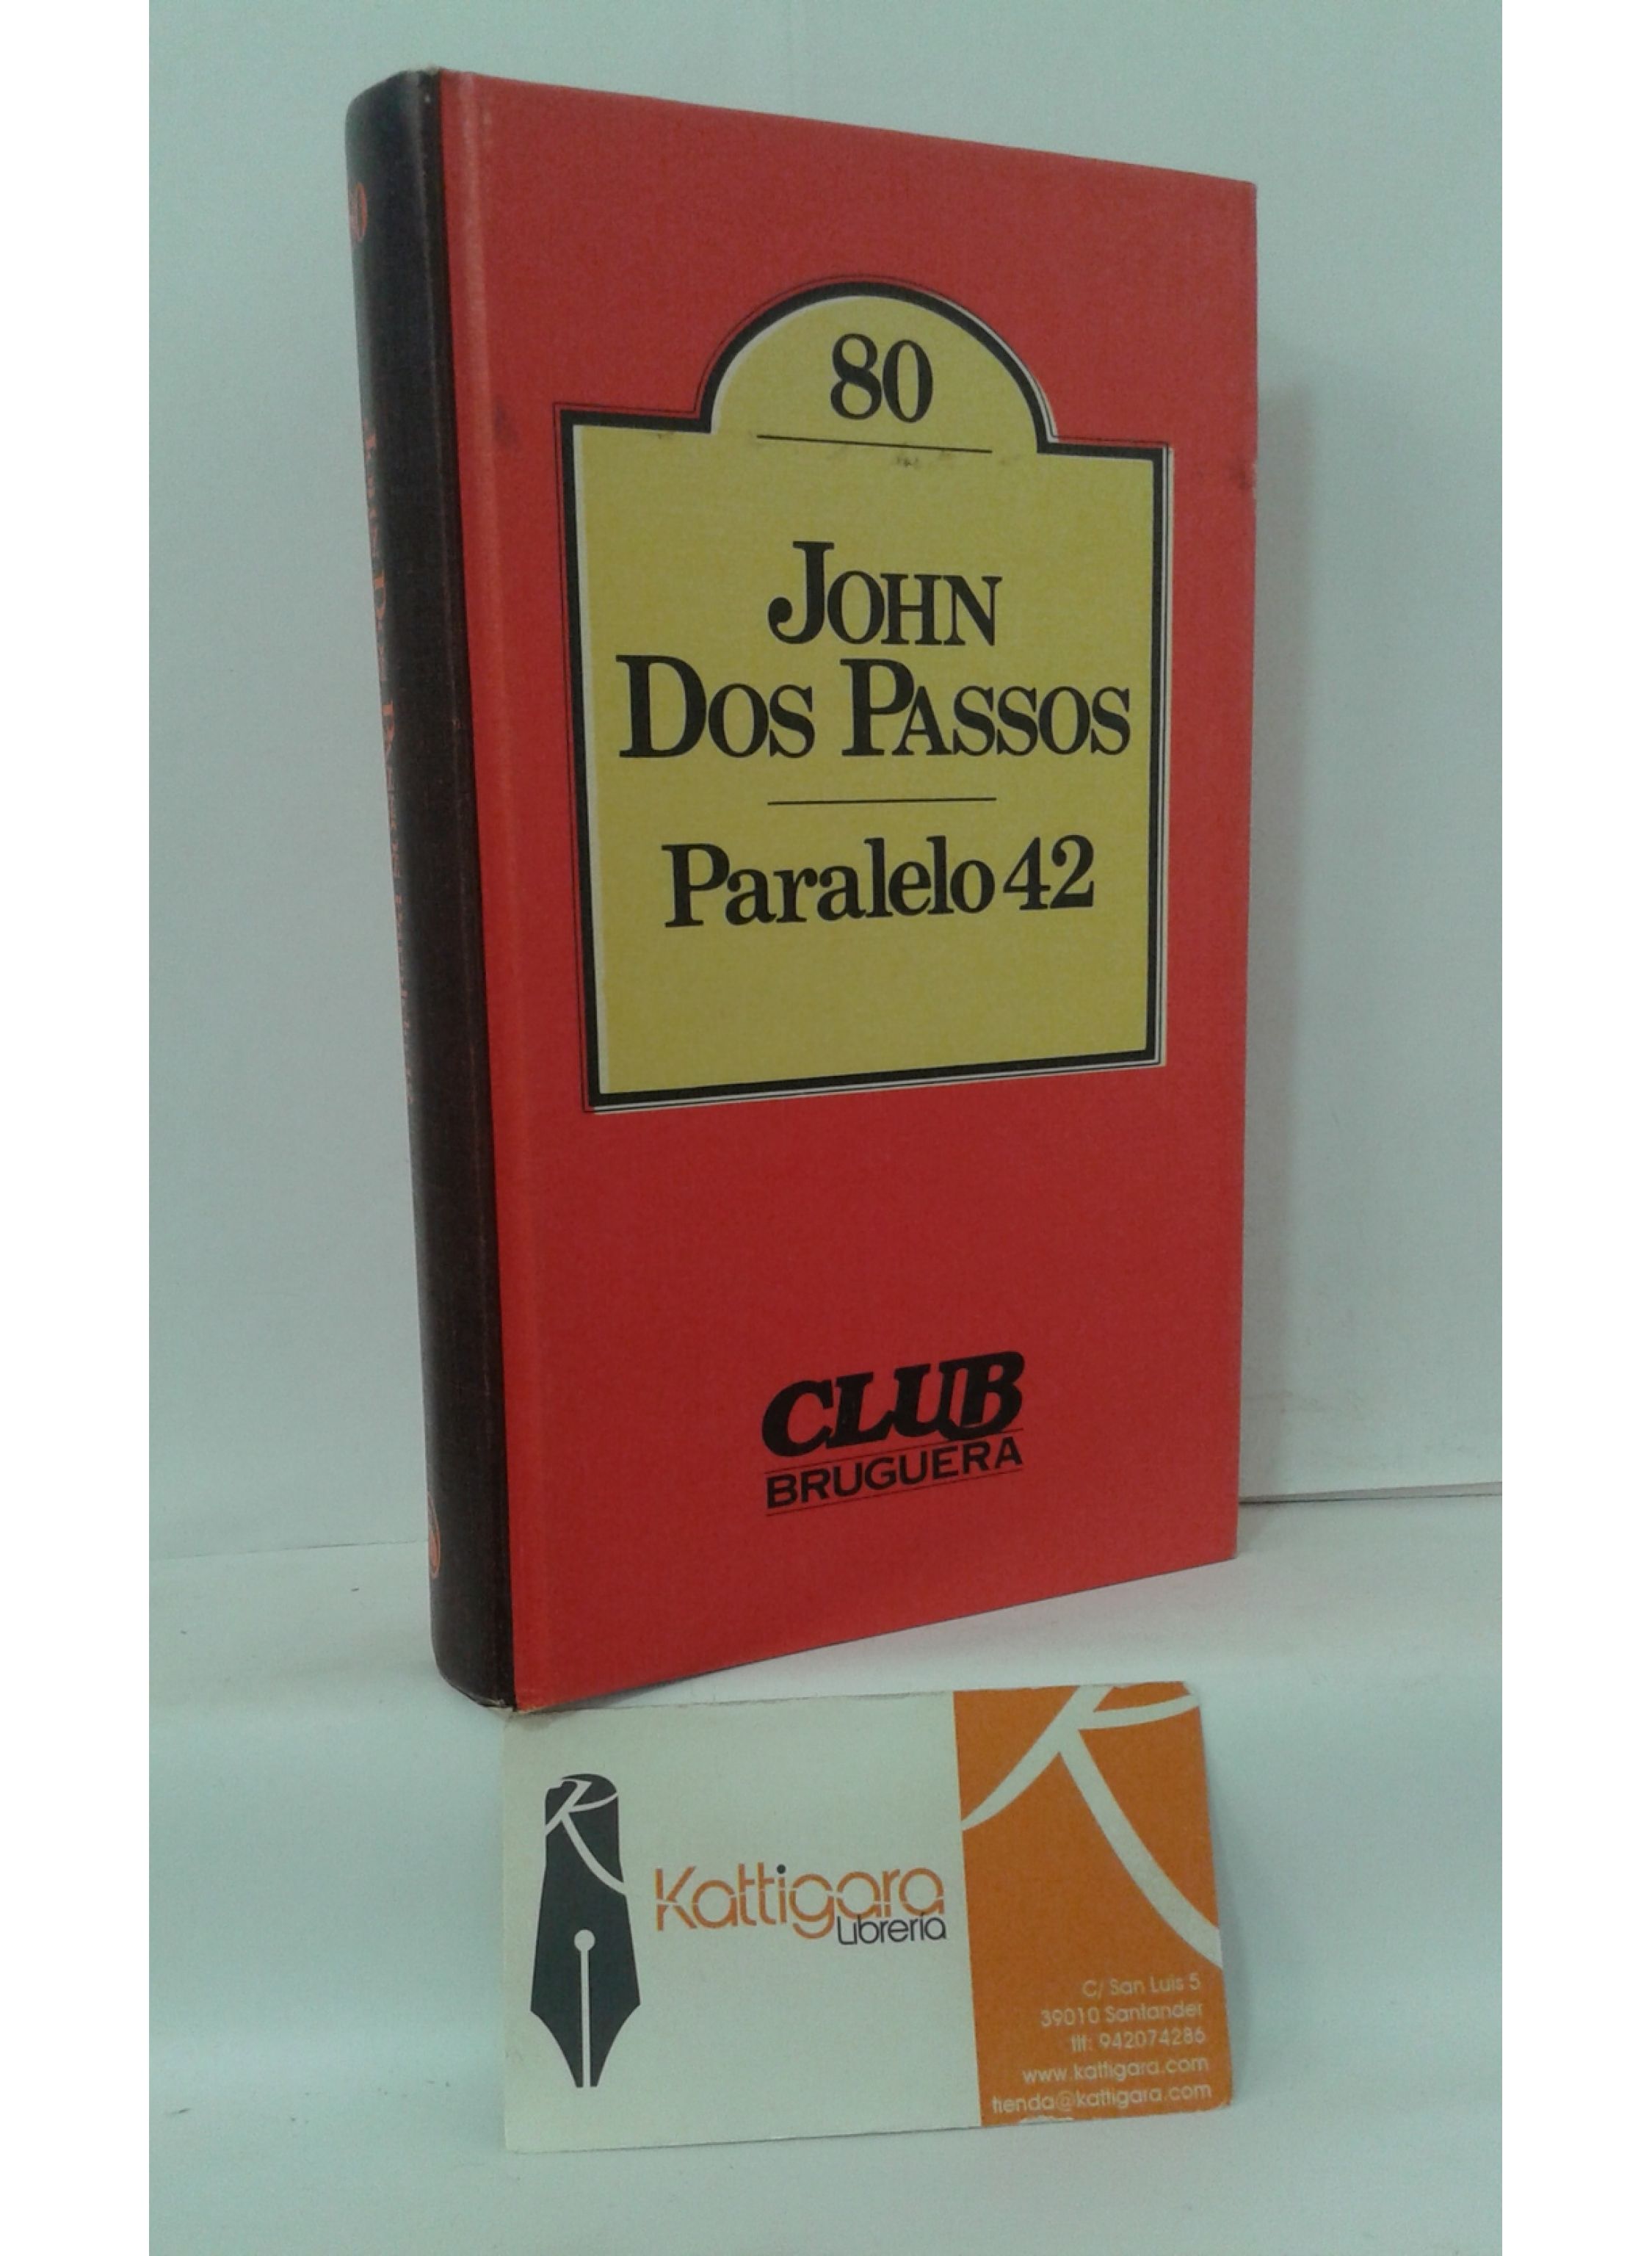 80
JOHN
DOS PASSOS
Paralelo 42
CLUB
BRUGUERA
Kattigara
Librería
C/ San Luis 5
39010 Santander
tlf: 942074286
www.kattigara.com
tienda@kattigara.com